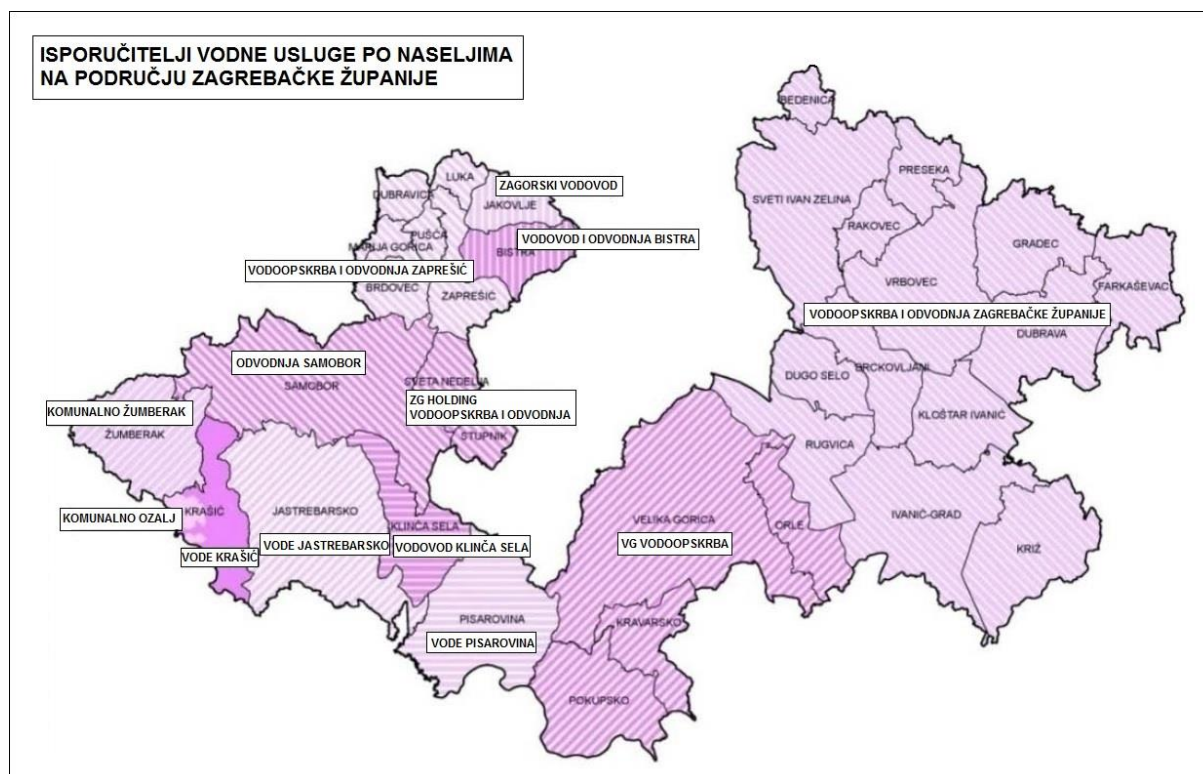 ISPORUČITELJI VODNE USLUGE PO NASELJIMA
NA PODRUČJU ZAGREBAČKE ŽUPANIJE
BEDENICA
LUKA
PRESEKA
DUBRAVICA
ZAGORSKI VODOVOD
JAKOVLJE
SVETI IVAN ZELINA
RAKOVEC
PUŠĆA
VODOVOD I ODVODNJA BISTRA
MARIJA GORICA
BISTRA
GRADEC
VODOOPSKRBA I ODVODNJA ZAPREŠIĆ
BRDOVEC
ZAPREŠIĆ
VRBOVEC
FARKAŠEVAC
VODOOPSKRBA I ODVODNJA ZAGREBAČKE ŽUPANIJE
DUBRAVA
ODVODNJA SAMOBOR
SAMOBOR
SVETA NEDELJA
BRCKOVLJANI
DUGO SELO
ZG HOLDING
VODOOPSKRBA I ODVODNJA
KOMUNALNO ŽUMBERAK
ŽUMBERAK
STUPNIK
KLOŠTAR IVANIĆ
RUGVICA
KRAŠIĆ
JASTREBARSKO
KOMUNALNO OZALJ
KLINČA SELA
VELIKA GORICA
ORLE
IVANIĆ-GRAD
VODE KRAŠIĆ
VODE JASTREBARSKO
VODOVOD KLINČA SELA
VG VODOOPSKRBA
KRIŽ
PISAROVINA
VODE PISAROVINA
KRAVARSKO
POKUPSKO